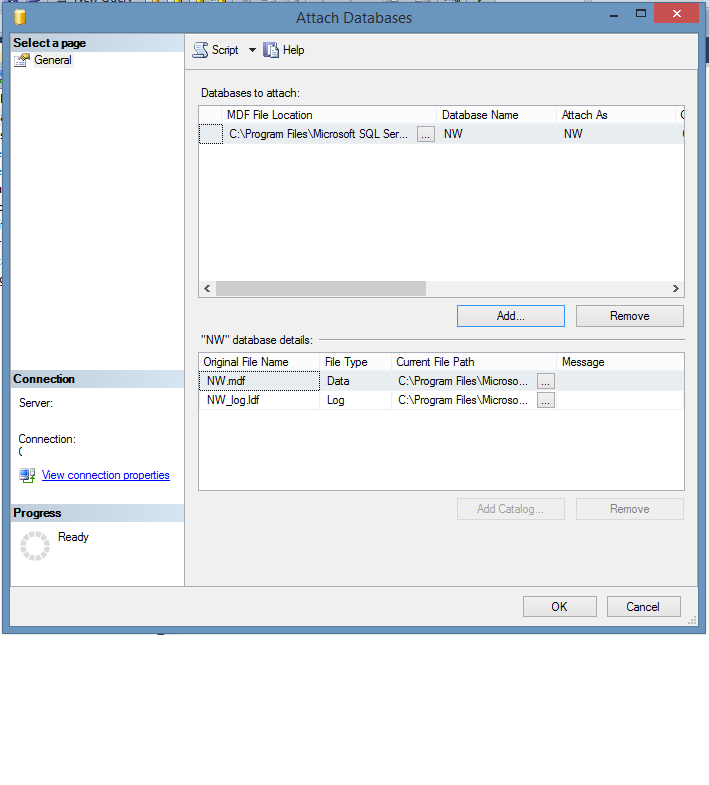 New Query
Attach Databases
Select a page
General
Script
Help
Databases to attach:
MDF File Location Database Name Attach As
C:\Program Files\Microsoft SQL Ser... ... NW NW
Add... Remove
"NW" database details:
Original File Name File Type Current File Path Message
NW.mdf Data C:\Program Files\Microso... ...
NW_log.ldf Log C:\Program Files\Microso... ...
Add Catalog... Remove
Connection
Server:
Connection:
View connection properties
Progress
Ready
OK Cancel